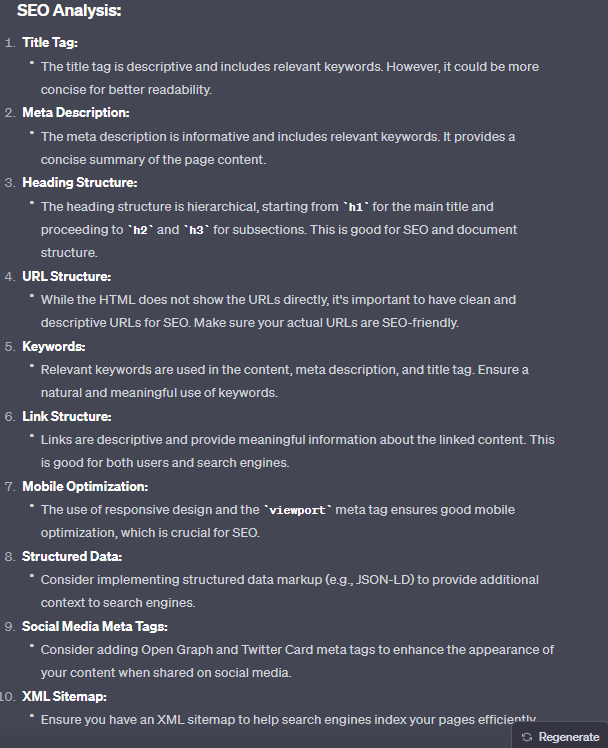 SEO Analysis:
1. Title Tag:
• The title tag is descriptive and includes relevant keywords. However, it could be more
concise for better readability.
2. Meta Description:
• The meta description is informative and includes relevant keywords. It provides a
concise summary of the page content.
3. Heading Structure:
• The heading structure is hierarchical, starting from `h1` for the main title and
proceeding to `h2` and `h3` for subsections. This is good for SEO and document
structure.
4. URL Structure:
• While the HTML does not show the URLs directly, it's important to have clean and
descriptive URLs for SEO. Make sure your actual URLs are SEO-friendly.
5. Keywords:
• Relevant keywords are used in the content, meta description, and title tag. Ensure a
natural and meaningful use of keywords.
6. Link Structure:
• Links are descriptive and provide meaningful information about the linked content. This
is good for both users and search engines.
7. Mobile Optimization:
• The use of responsive design and the `viewport` meta tag ensures good mobile
optimization, which is crucial for SEO.
8. Structured Data:
• Consider implementing structured data markup (e.g., JSON-LD) to provide additional
context to search engines.
9. Social Media Meta Tags:
• Consider adding Open Graph and Twitter Card meta tags to enhance the appearance of
your content when shared on social media.
10. XML Sitemap:
• Ensure you have an XML sitemap to help search engines index your pages efficiently
Regenerate